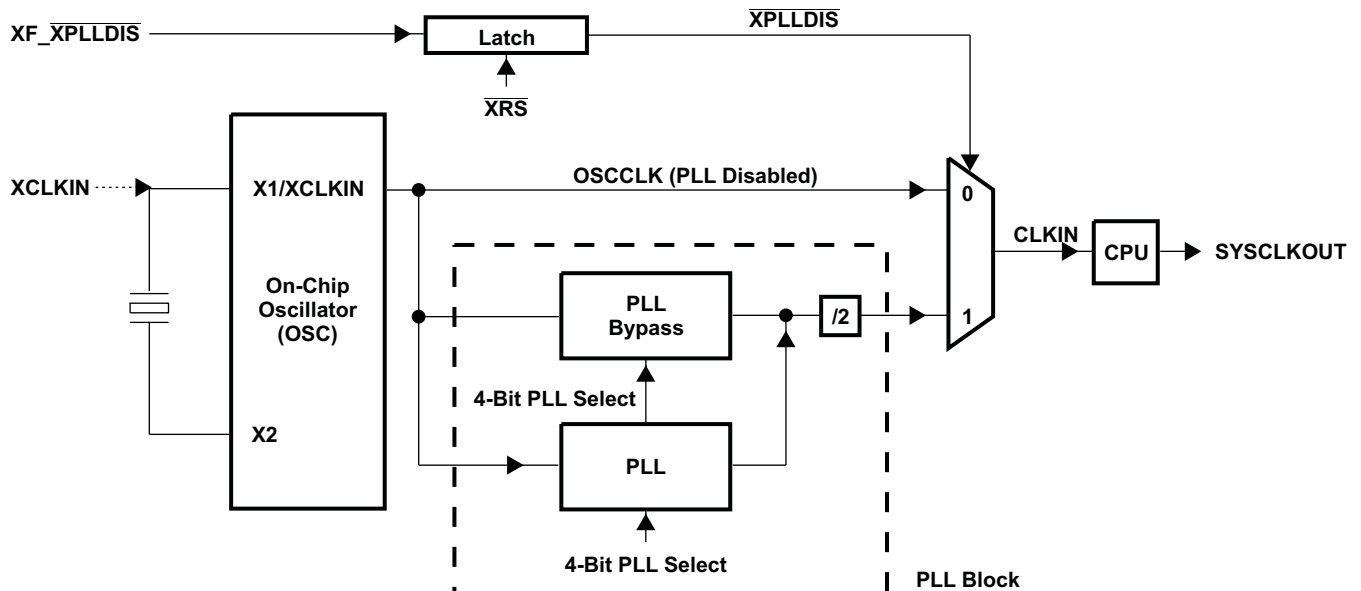 XF_XPLLDIS
Latch
XPLLDIS
XRS
XCLKIN
X1/XCLKIN
OSCCLK (PLL Disabled)
0
On-Chip
Oscillator
(OSC)
CLKIN
CPU
SYSCLKOUT
PLL
Bypass
/2
1
4-Bit PLL Select
X2
PLL
4-Bit PLL Select
PLL Block